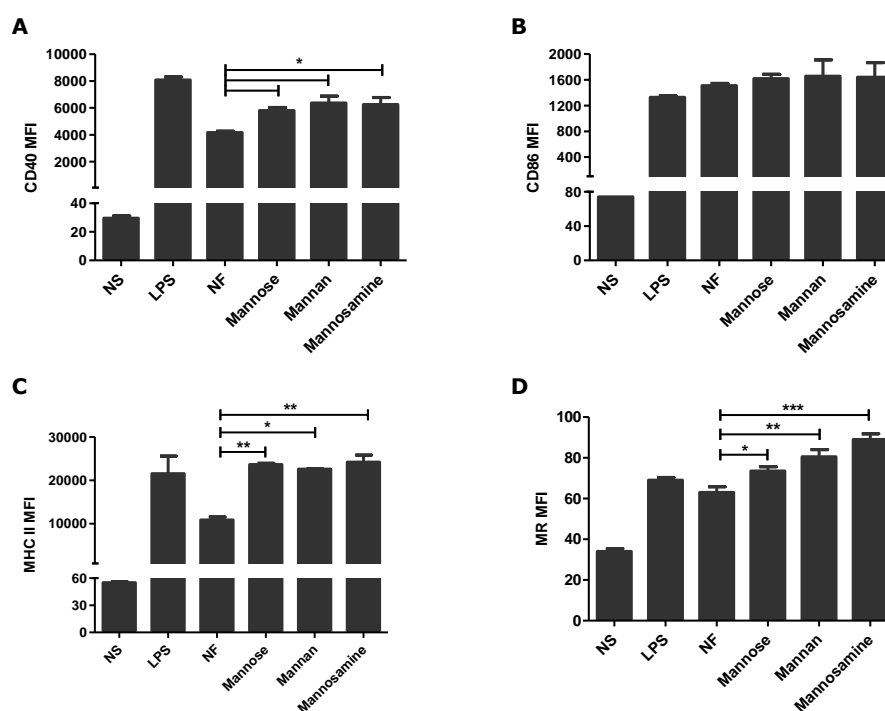 A
CD40 MFI
10000
8000
6000
4000
2000
40
20
0
*
NS
LPS
NF
Mannose
Mannan
Mannosamine
B
CD86 MFI
2000
1600
1200
800
400
80
40
0
NS
LPS
NF
Mannose
Mannan
Mannosamine
C
MHC II MFI
30000
20000
10000
60
30
0
**
*
**
NS
LPS
NF
Mannose
Mannan
Mannosamine
D
MR MFI
100
80
60
40
20
0
***
**
*
NS
LPS
NF
Mannose
Mannan
Mannosamine